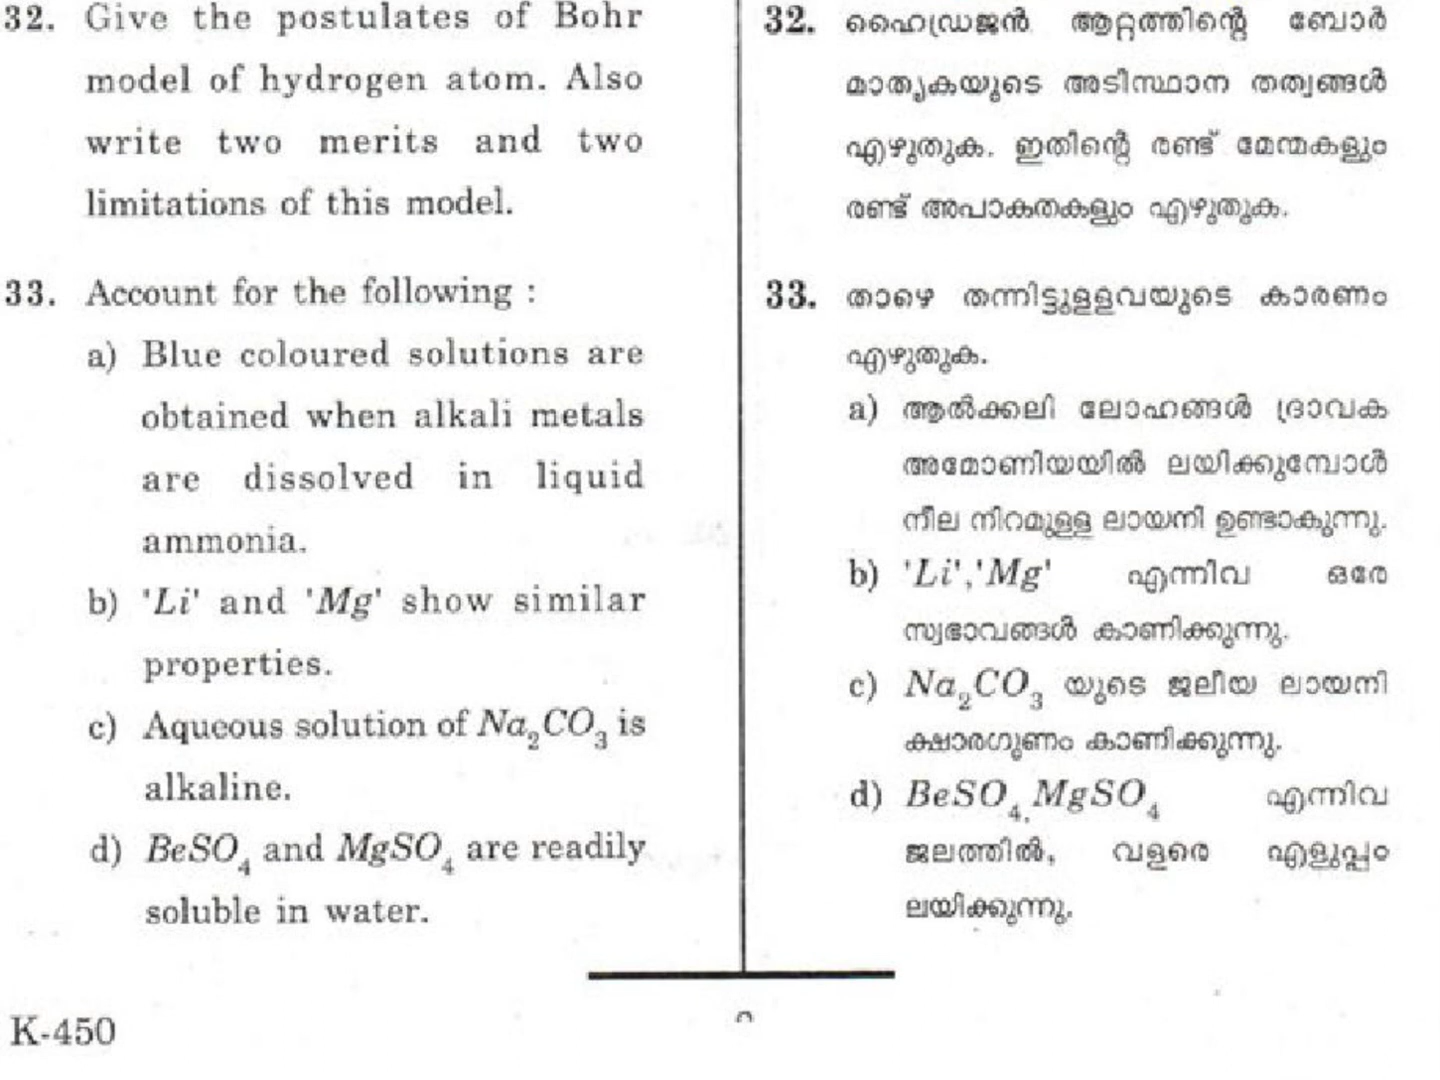 32. Give the postulates of Bohr
model of hydrogen atom. Also
write two merits and two
limitations of this model.
33. Account for the following :
a) Blue coloured solutions are
obtained when alkali metals
are dissolved in liquid
ammonia.
b) 'Li' and 'Mg' show similar
properties.
c) Aqueous solution of Na₂CO₃ is
alkaline.
d) BeSO₄ and MgSO₄ are readily
soluble in water.
32. ഹൈഡ്രജൻ ആറ്റത്തിന്റെ ബോർ
മാതൃകയുടെ അടിസ്ഥാന തത്വങ്ങൾ
എഴുതുക. ഇതിന്റെ രണ്ട് മേന്മകളും
രണ്ട് അപാകതകളും എഴുതുക.
33. താഴെ തന്നിട്ടുള്ളവയുടെ കാരണം
എഴുതുക.
a) ആൽക്കലി ലോഹങ്ങൾ ദ്രാവക
അമോണിയയിൽ ലയിക്കുമ്പോൾ
നീല നിറമുള്ള ലായനി ഉണ്ടാകുന്നു.
b) 'Li','Mg' എന്നിവ ഒരേ
സ്വഭാവങ്ങൾ കാണിക്കുന്നു.
c) Na₂CO₃ യുടെ ജലീയ ലായനി
ക്ഷാരഗുണം കാണിക്കുന്നു.
d) BeSO₄, MgSO₄ എന്നിവ
ജലത്തിൽ, വളരെ എളുപ്പം
ലയിക്കുന്നു.
K-450